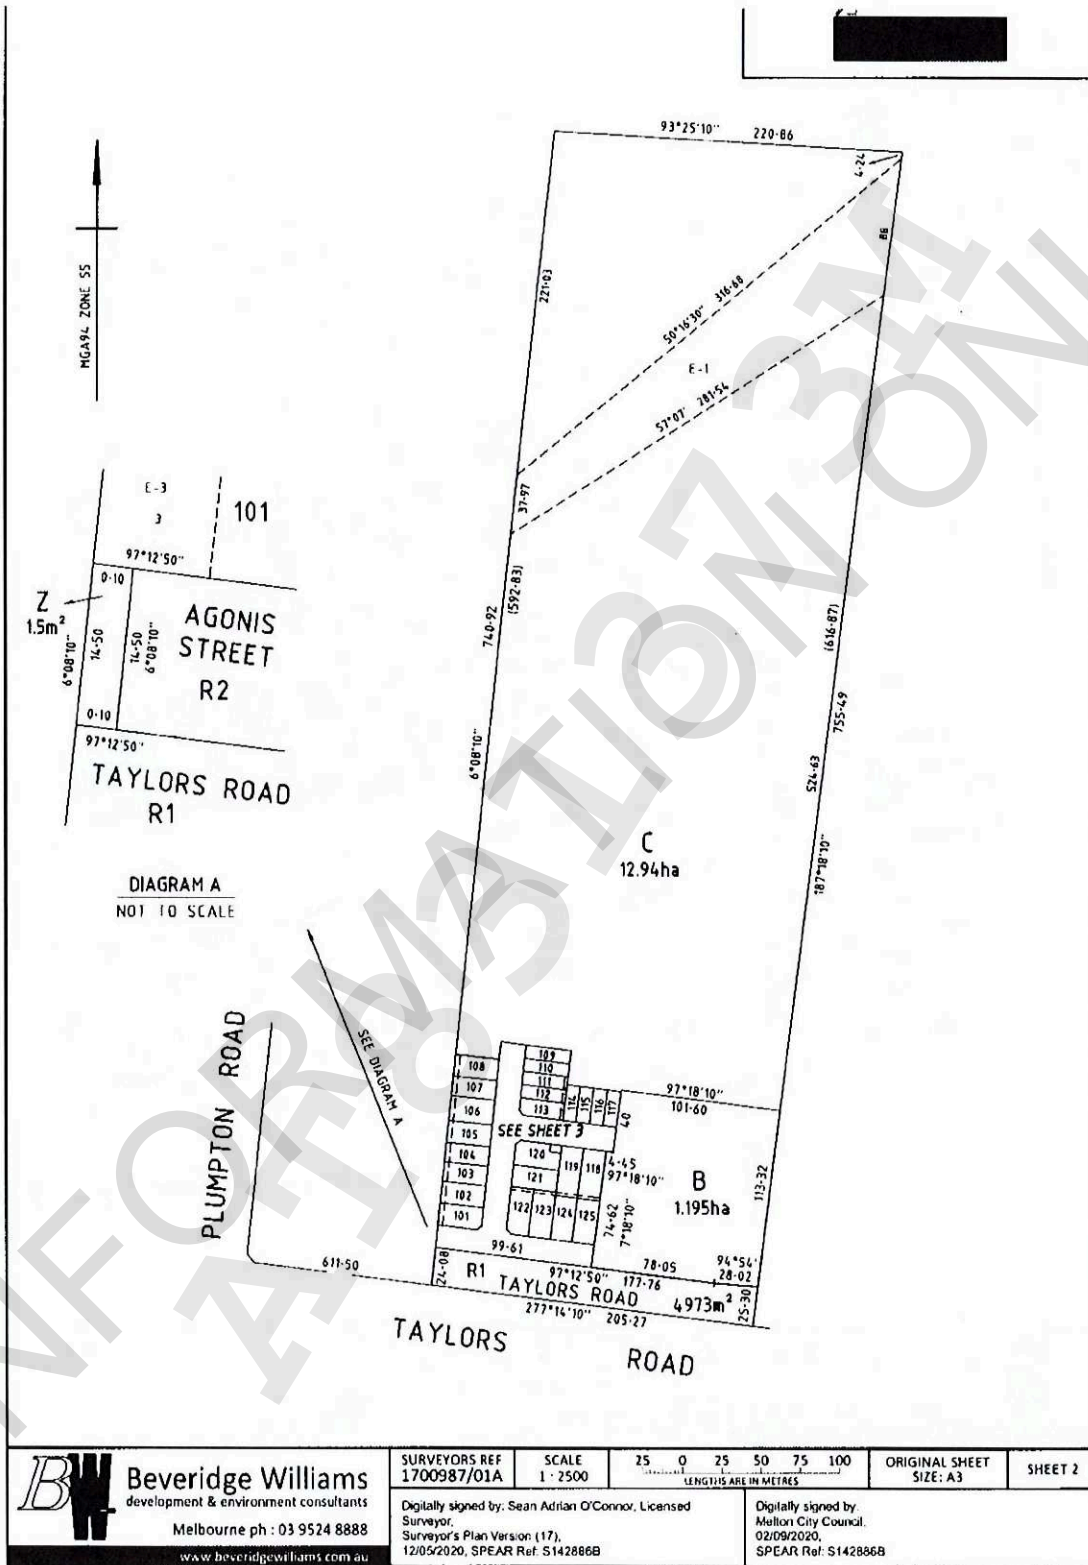 93°25'10" 220·86
4·24
88
221·03
50°16'30" 316·68
E-1
57°07' 281·54
37·97
MGA94 ZONE 55
E-3
3
101
97°12'50"
0·10
Z
1.5m²
AGONIS
STREET
R2
6°08'10"
14·50
14·50
6°08'10"
0·10
97°12'50"
TAYLORS ROAD
R1
DIAGRAM A
NOT TO SCALE
740·92
(592·83)
6°08'10"
(616·87)
755·49
524·63
187°18'10"
C
12.94ha
PLUMPTON ROAD
SEE DIAGRAM A
108
107
106
105
104
103
102
101
109
110
111
112
113
114
115
116
117
97°18'10"
101·60
40
SEE SHEET 3
120
121
119
118
4·45
97°18'10"
122
123
124
125
74·62
7°18'10"
B
1.195ha
113·32
611·50
24·08
99·61
R1
97°12'50"
177·76
78·05
94°54'
28·02
TAYLORS ROAD
4973m²
25·30
277°14'10" 205·27
TAYLORS ROAD
INFORMATION ONLY
BW
Beveridge Williams
development & environment consultants
Melbourne ph : 03 9524 8888
www.beveridgewilliams.com.au
SURVEYORS REF
1700987/01A
SCALE
1 : 2500
25 0 25 50 75 100
LENGTHS ARE IN METRES
ORIGINAL SHEET
SIZE: A3
SHEET 2
Digitally signed by: Sean Adrian O'Connor, Licensed
Surveyor,
Surveyor's Plan Version (17),
12/05/2020, SPEAR Ref: S142886B
Digitally signed by:
Melton City Council,
02/09/2020,
SPEAR Ref: S142886B